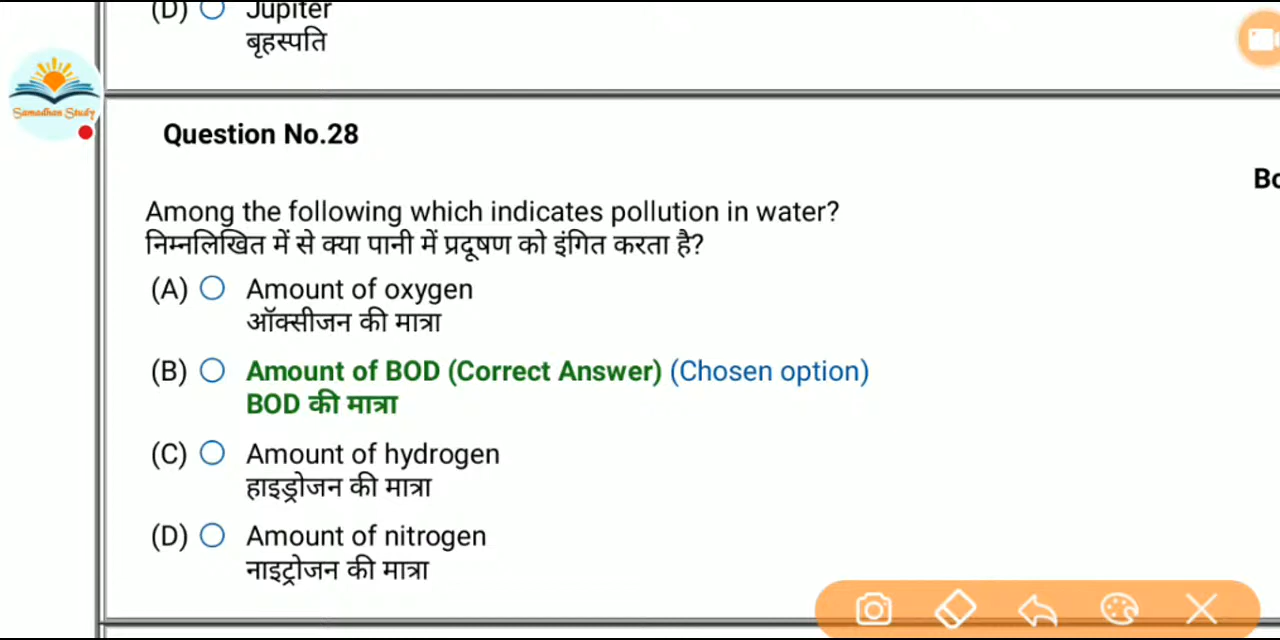 (D) Jupiter
बृहस्पति
Samadhan Study
Question No.28
Among the following which indicates pollution in water?
निम्नलिखित में से क्या पानी में प्रदूषण को इंगित करता है?
(A) Amount of oxygen
ऑक्सीजन की मात्रा
(B) Amount of BOD (Correct Answer) (Chosen option)
BOD की मात्रा
(C) Amount of hydrogen
हाइड्रोजन की मात्रा
(D) Amount of nitrogen
नाइट्रोजन की मात्रा